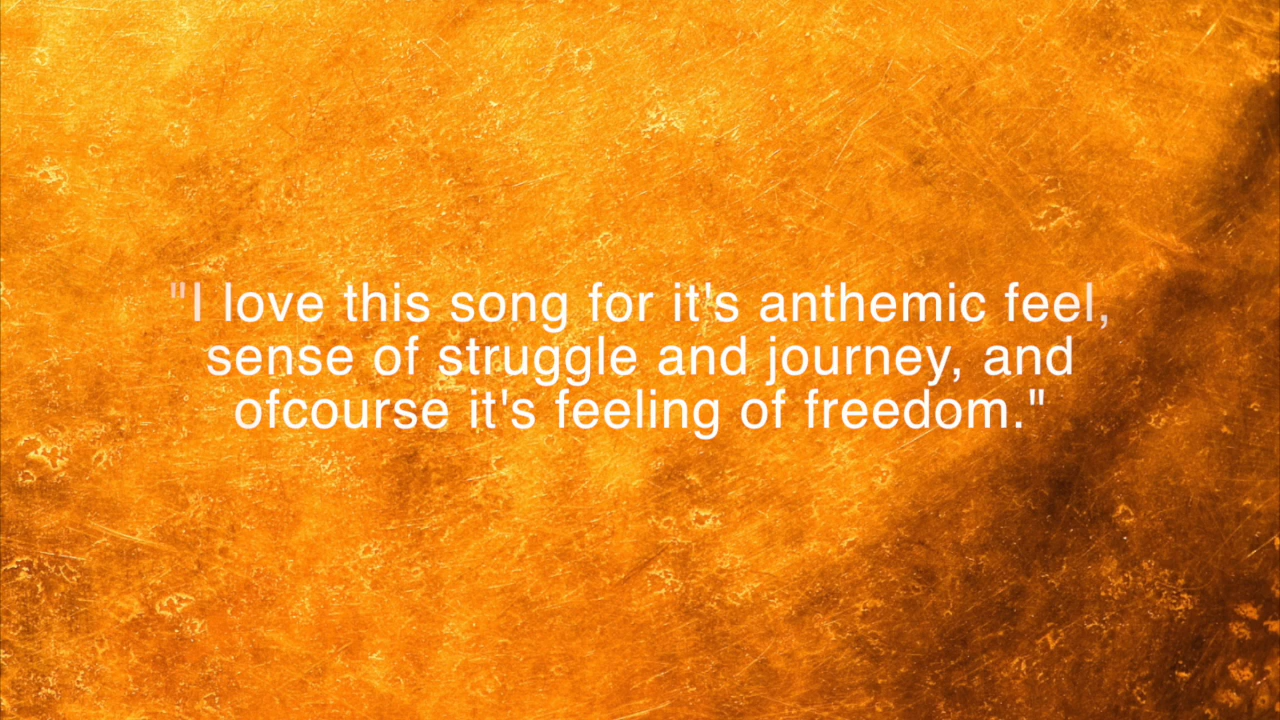 "I love this song for it's anthemic feel,
sense of struggle and journey, and
ofcourse it's feeling of freedom."